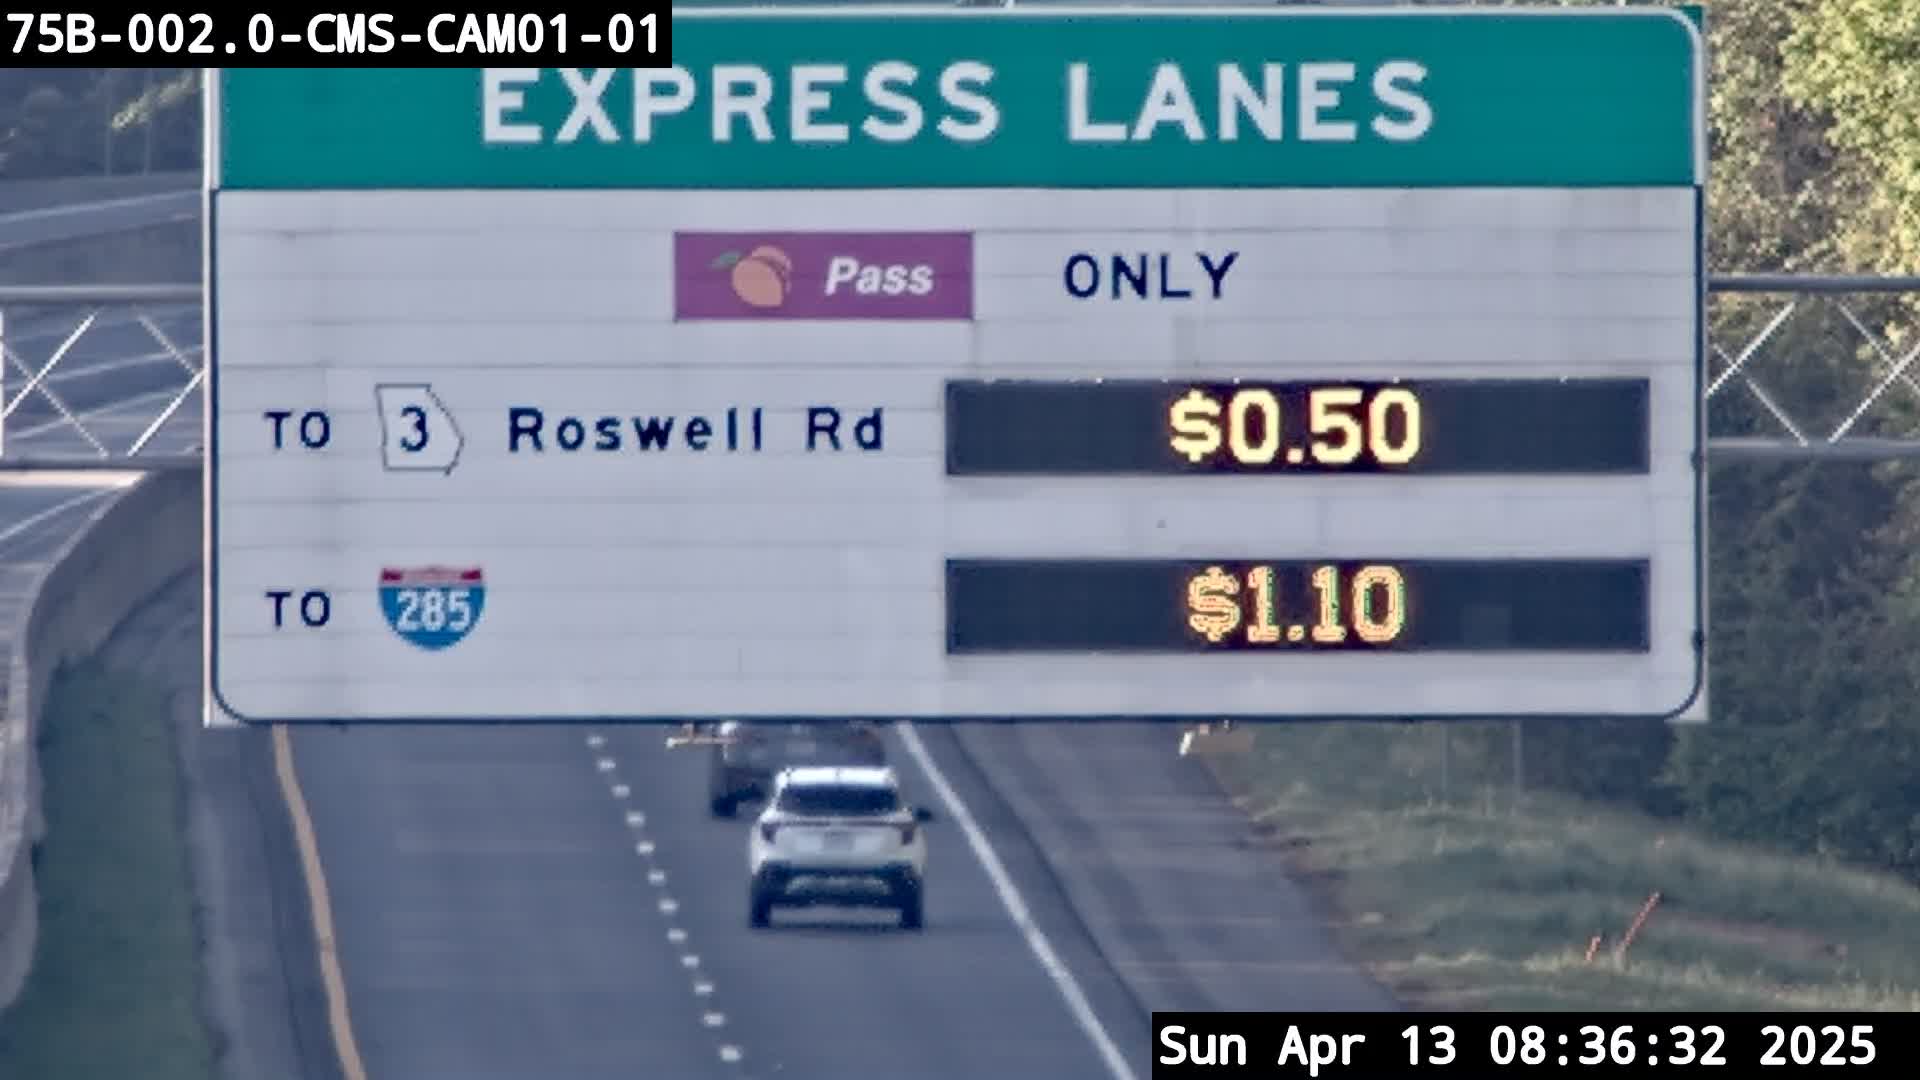 75B-002.0-CMS-CAM01-01
EXPRESS LANES
Pass ONLY
TO 3 Roswell Rd $0.50
TO 285 $1.10
Sun Apr 13 08:36:32 2025